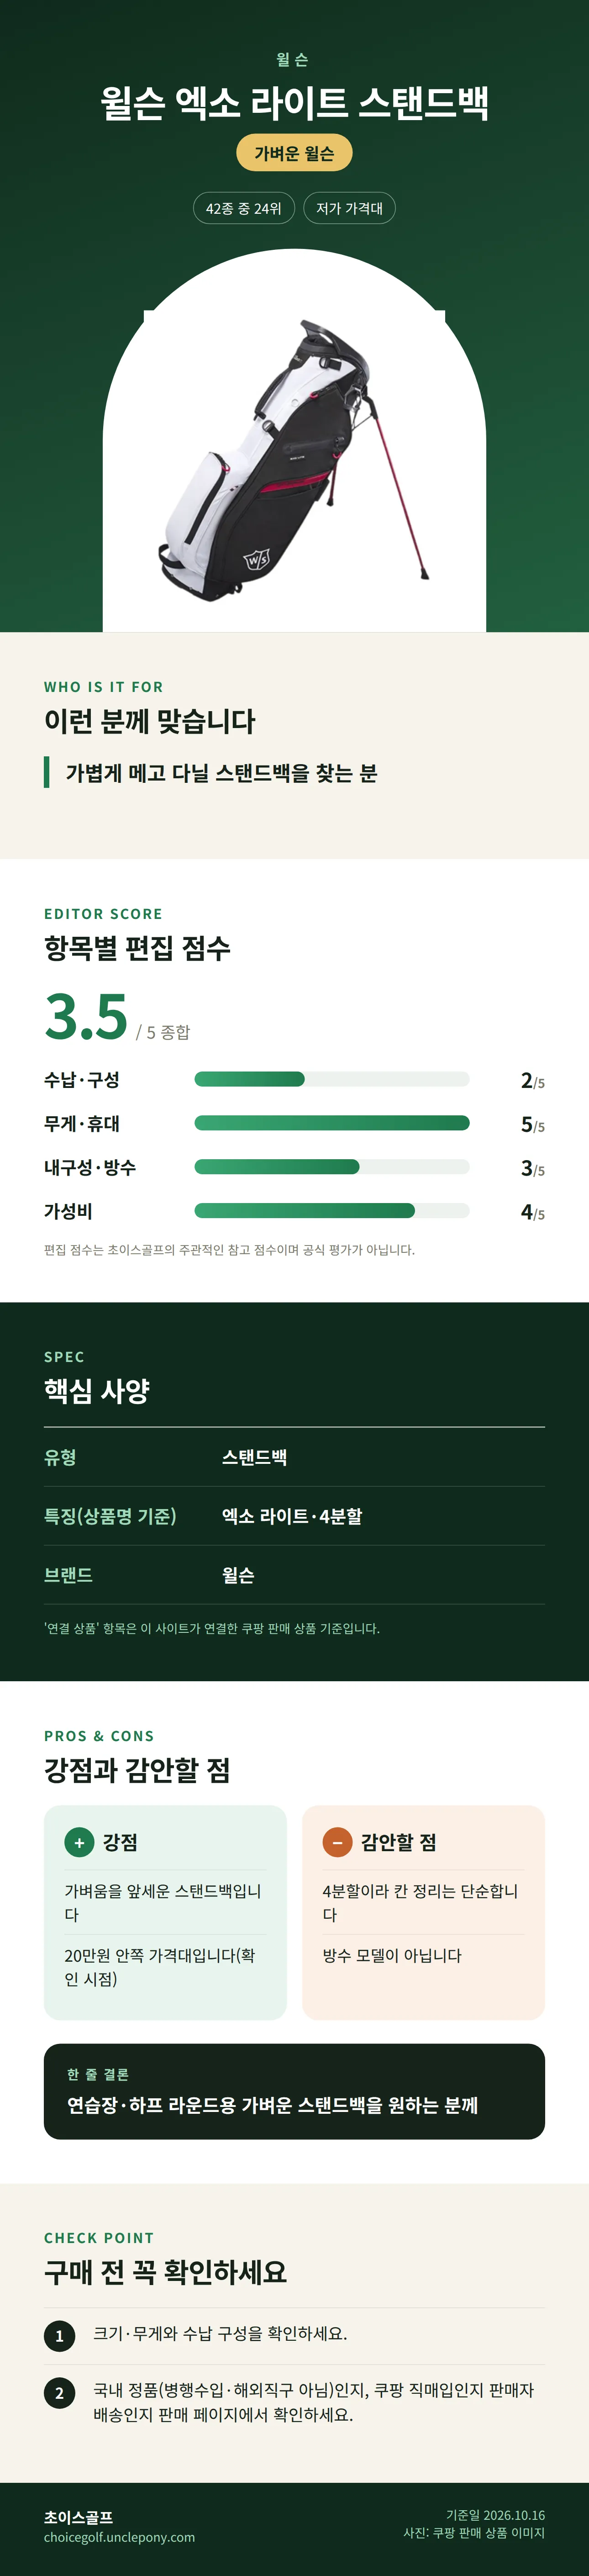 윌슨
윌슨 엑소 라이트 스탠드백
가벼운 윌슨
42종 중 24위
저가 가격대
W/S
WHO IS IT FOR
이런 분께 맞습니다
가볍게 메고 다닐 스탠드백을 찾는 분
EDITOR SCORE
항목별 편집 점수
3.5 / 5 종합
수납·구성 2/5
무게·휴대 5/5
내구성·방수 3/5
가성비 4/5
편집 점수는 초이스골프의 주관적인 참고 점수이며 공식 평가가 아닙니다.
SPEC
핵심 사양
유형 스탠드백
특징(상품명 기준) 엑소 라이트·4분할
브랜드 윌슨
'연결 상품' 항목은 이 사이트가 연결한 쿠팡 판매 상품 기준입니다.
PROS & CONS
강점과 감안할 점
+ 강점
가벼움을 앞세운 스탠드백입니
다
20만원 안쪽 가격대입니다(확
인 시점)
− 감안할 점
4분할이라 칸 정리는 단순합니
다
방수 모델이 아닙니다
한 줄 결론
연습장·하프 라운드용 가벼운 스탠드백을 원하는 분께
CHECK POINT
구매 전 꼭 확인하세요
1 크기·무게와 수납 구성을 확인하세요.
2 국내 정품(병행수입·해외직구 아님)인지, 쿠팡 직매입인지 판매자
배송인지 판매 페이지에서 확인하세요.
초이스골프
choicegolf.unclepony.com
기준일 2026.10.16
사진: 쿠팡 판매 상품 이미지